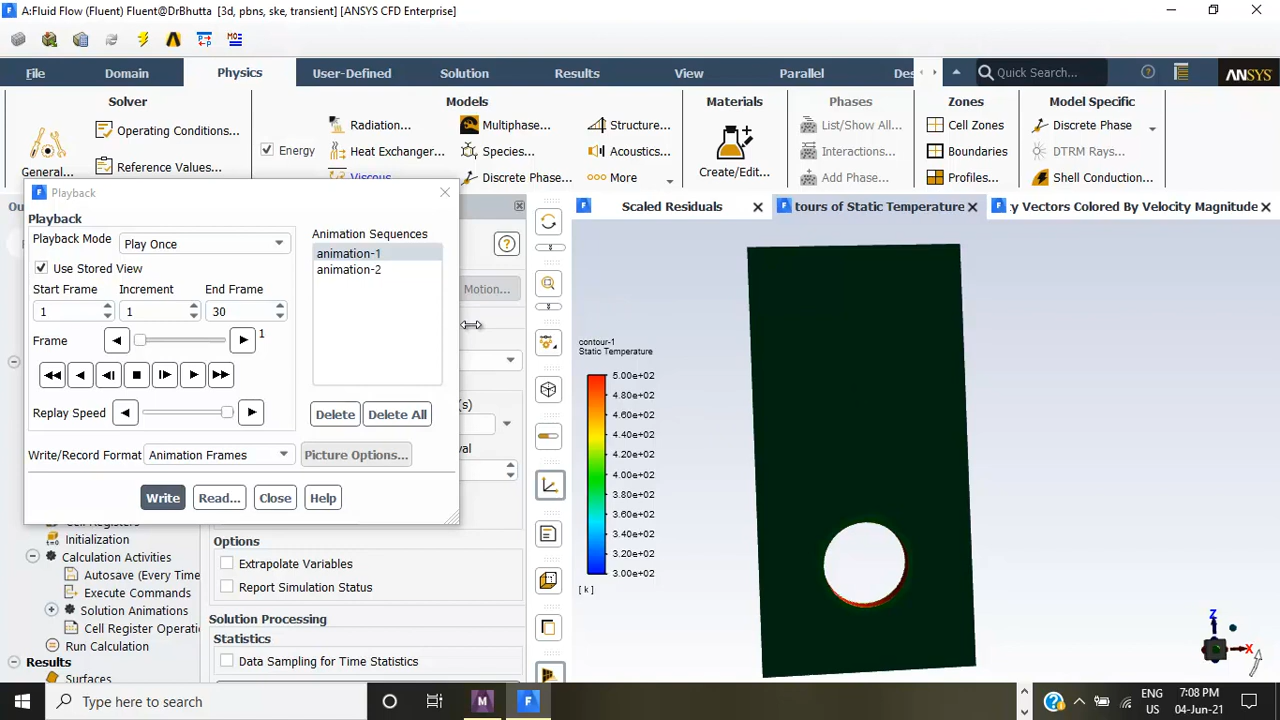 A:Fluid Flow (Fluent) Fluent@DrBhutta [3d, pbns, ske, transient] [ANSYS CFD Enterprise]
File Domain Physics User-Defined Solution Results View Parallel Des Quick Search... ANSYS
Solver Models Materials Phases Zones Model Specific
Operating Conditions... Radiation... Multiphase... Structure... List/Show All... Cell Zones Discrete Phase
Energy Heat Exchanger... Species... Acoustics... Interactions... Boundaries DTRM Rays...
General... Reference Values... Viscous Discrete Phase... More Create/Edit... Add Phase... Profiles... Shell Conduction...
Playback
Scaled Residuals tours of Static Temperature y Vectors Colored By Velocity Magnitude
Playback
Playback Mode Play Once
Animation Sequences
animation-1
animation-2
Use Stored View
Start Frame Increment End Frame
1 1 30
Motion...
Frame 1
Replay Speed
Delete Delete All
(s)
Write/Record Format Animation Frames Picture Options...
Write Read... Close Help
contour-1
Static Temperature
5.00e+02
4.80e+02
4.60e+02
4.40e+02
4.20e+02
4.00e+02
3.80e+02
3.60e+02
3.40e+02
3.20e+02
3.00e+02
[ k ]
Cell Registers
Initialization
Calculation Activities
Autosave (Every Time
Execute Commands
Solution Animations
Cell Register Operati
Run Calculation
Results
Surfaces
Options
Extrapolate Variables
Report Simulation Status
Solution Processing
Statistics
Data Sampling for Time Statistics
Z
X
Type here to search
ENG
US
7:08 PM
04-Jun-21